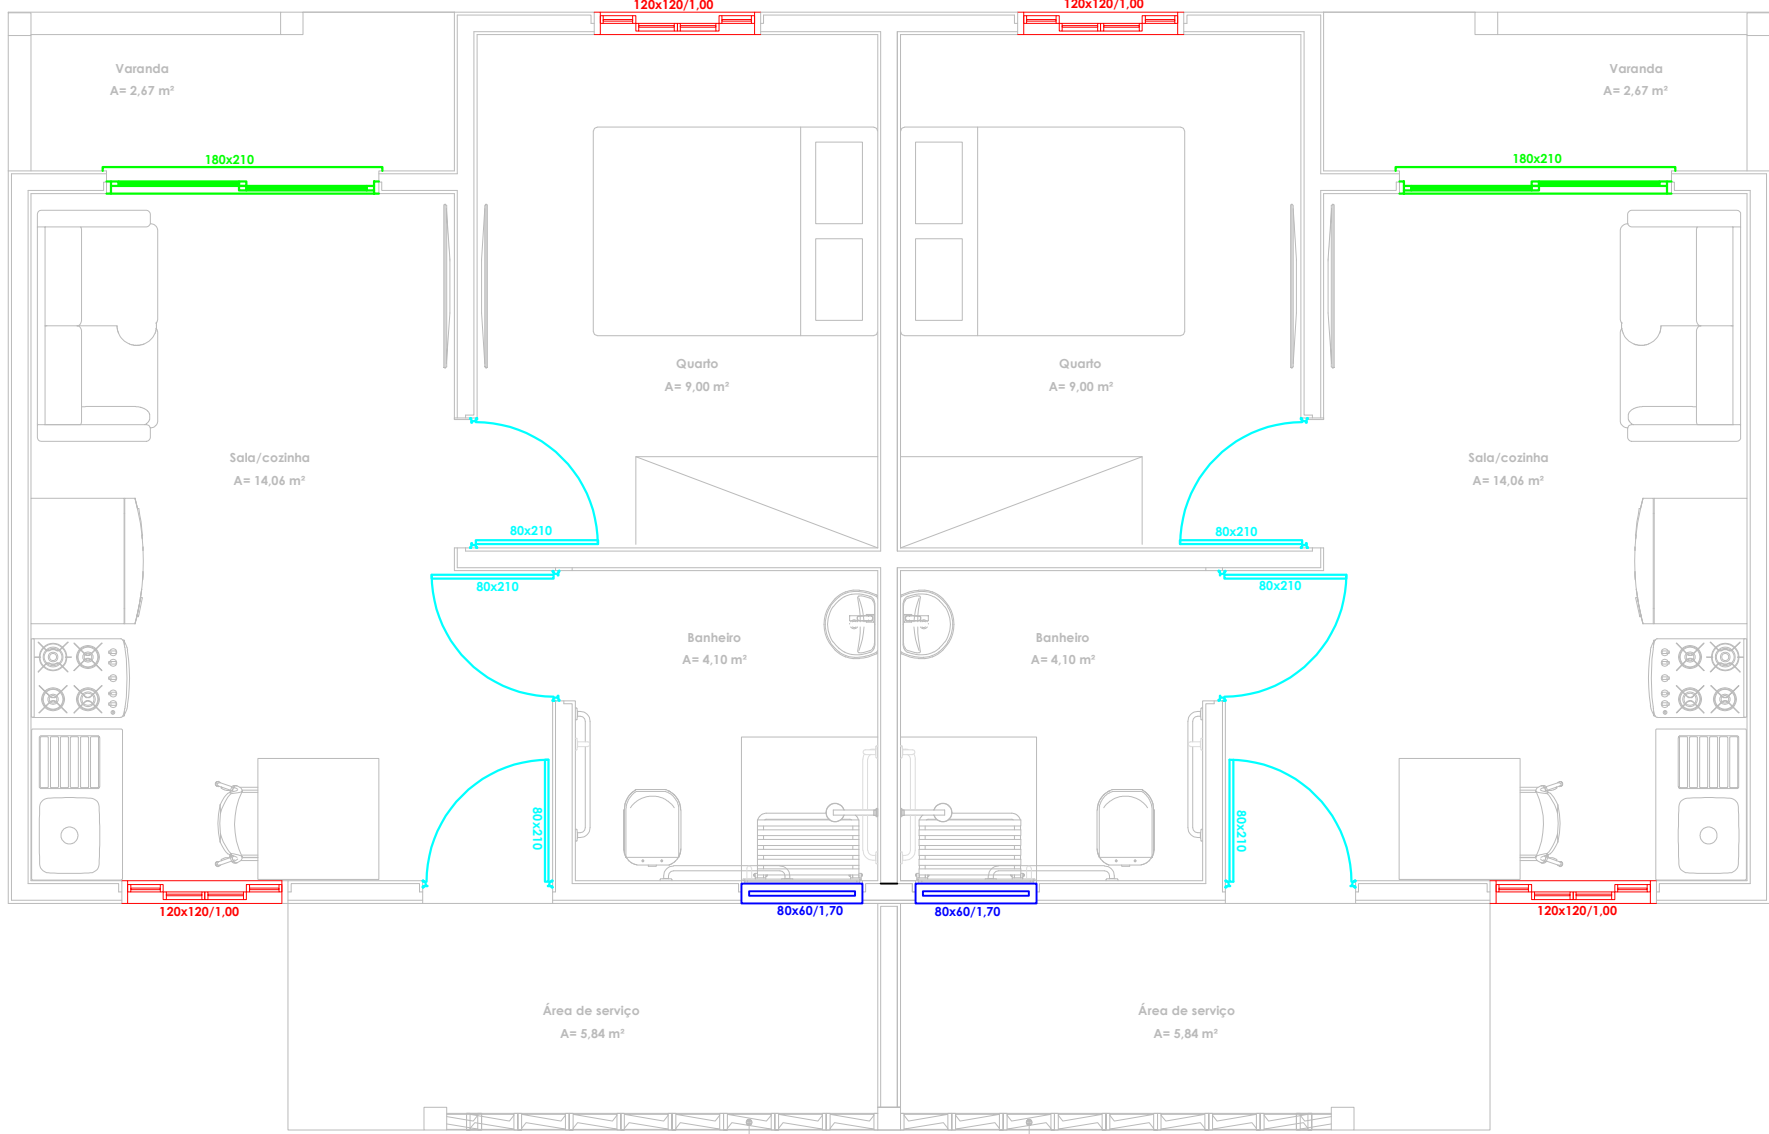 120x120/1,00
120x120/1,00
Varanda
A= 2,67 m²
Varanda
A= 2,67 m²
180x210
180x210
Quarto
A= 9,00 m²
Quarto
A= 9,00 m²
Sala/cozinha
A= 14,06 m²
Sala/cozinha
A= 14,06 m²
80x210
80x210
80x210
80x210
Banheiro
A= 4,10 m²
Banheiro
A= 4,10 m²
80x210
80x210
120x120/1,00
80x60/1,70
80x60/1,70
120x120/1,00
Área de serviço
A= 5,84 m²
Área de serviço
A= 5,84 m²